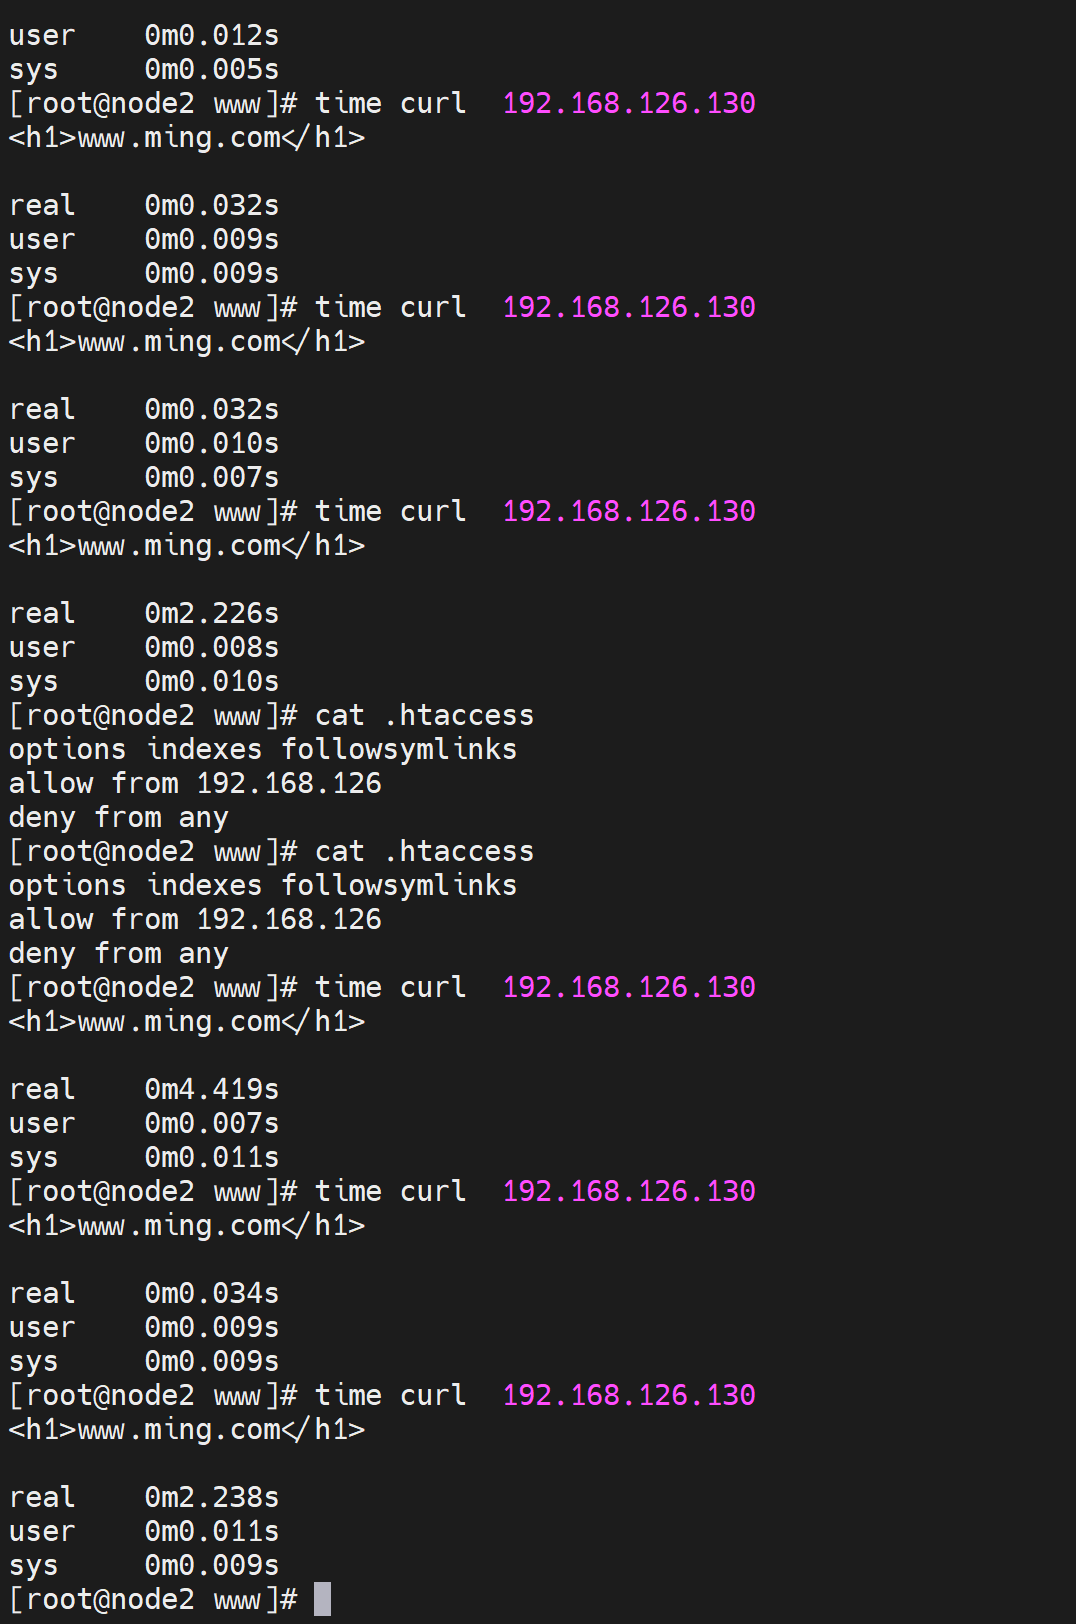 user    0m0.012s
sys     0m0.005s
[root@node2 www]# time curl  192.168.126.130
<h1>www.ming.com</h1>

real    0m0.032s
user    0m0.009s
sys     0m0.009s
[root@node2 www]# time curl  192.168.126.130
<h1>www.ming.com</h1>

real    0m0.032s
user    0m0.010s
sys     0m0.007s
[root@node2 www]# time curl  192.168.126.130
<h1>www.ming.com</h1>

real    0m2.226s
user    0m0.008s
sys     0m0.010s
[root@node2 www]# cat .htaccess
options indexes followsymlinks
allow from 192.168.126
deny from any
[root@node2 www]# cat .htaccess
options indexes followsymlinks
allow from 192.168.126
deny from any
[root@node2 www]# time curl  192.168.126.130
<h1>www.ming.com</h1>

real    0m4.419s
user    0m0.007s
sys     0m0.011s
[root@node2 www]# time curl  192.168.126.130
<h1>www.ming.com</h1>

real    0m0.034s
user    0m0.009s
sys     0m0.009s
[root@node2 www]# time curl  192.168.126.130
<h1>www.ming.com</h1>

real    0m2.238s
user    0m0.011s
sys     0m0.009s
[root@node2 www]#